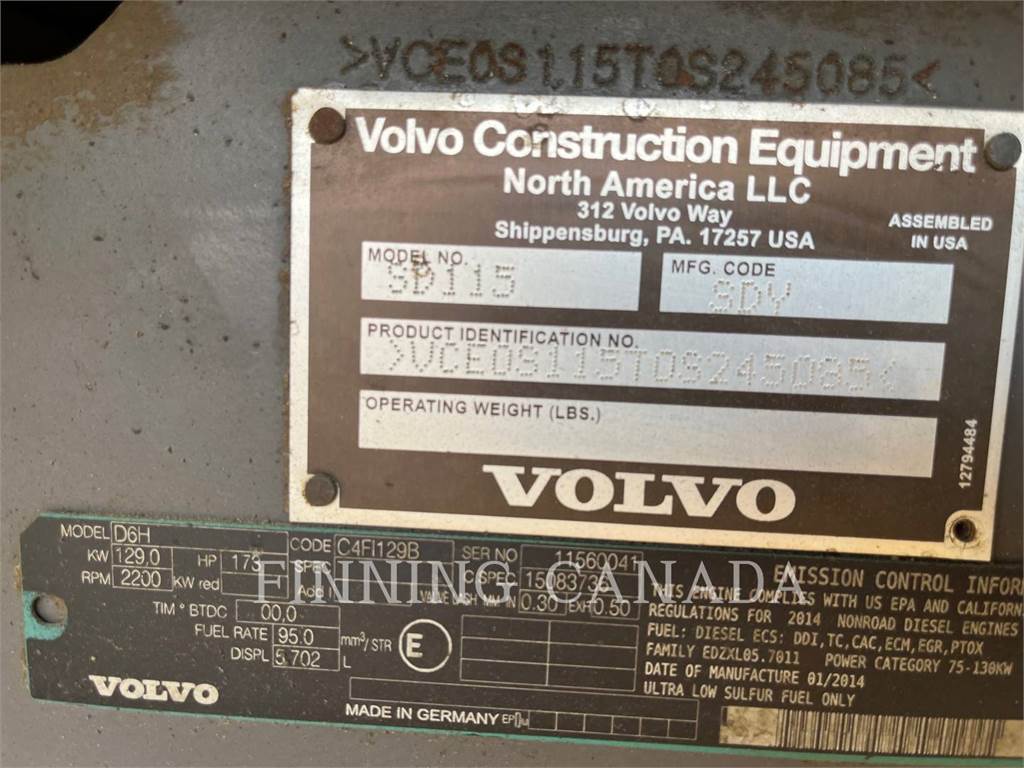 >VCE0S115T0S245085<
Volvo Construction Equipment
North America LLC
312 Volvo Way
Shippensburg, PA. 17257 USA
ASSEMBLED
IN USA
MODEL NO.
SD115
MFG. CODE
SDY
PRODUCT IDENTIFICATION NO.
>VCE0S115T0S245085<
OPERATING WEIGHT (LBS.)
VOLVO
12794484
MODEL D6H
KW 129.0 HP 173 CODE C4FI129B SER NO 11560041
RPM 2200 KW red SPEC C SPEC
TIM ° BTDC 00,0 MM IN 0.30 EXH 0.50
FUEL RATE 95.0 mm³/STR E
DISPL 5.702 L
VOLVO
MADE IN GERMANY
EMISSION CONTROL INFOR
THIS ENGINE COMPLIES WITH US EPA AND CALIFORN
REGULATIONS FOR 2014 NONROAD DIESEL ENGINES
FUEL: DIESEL ECS: DDI,TC,CAC,ECM,EGR,PTOX
FAMILY EDZXL05.7011 POWER CATEGORY 75-130KW
DATE OF MANUFACTURE 01/2014
ULTRA LOW SULFUR FUEL ONLY
FINNING CANADA